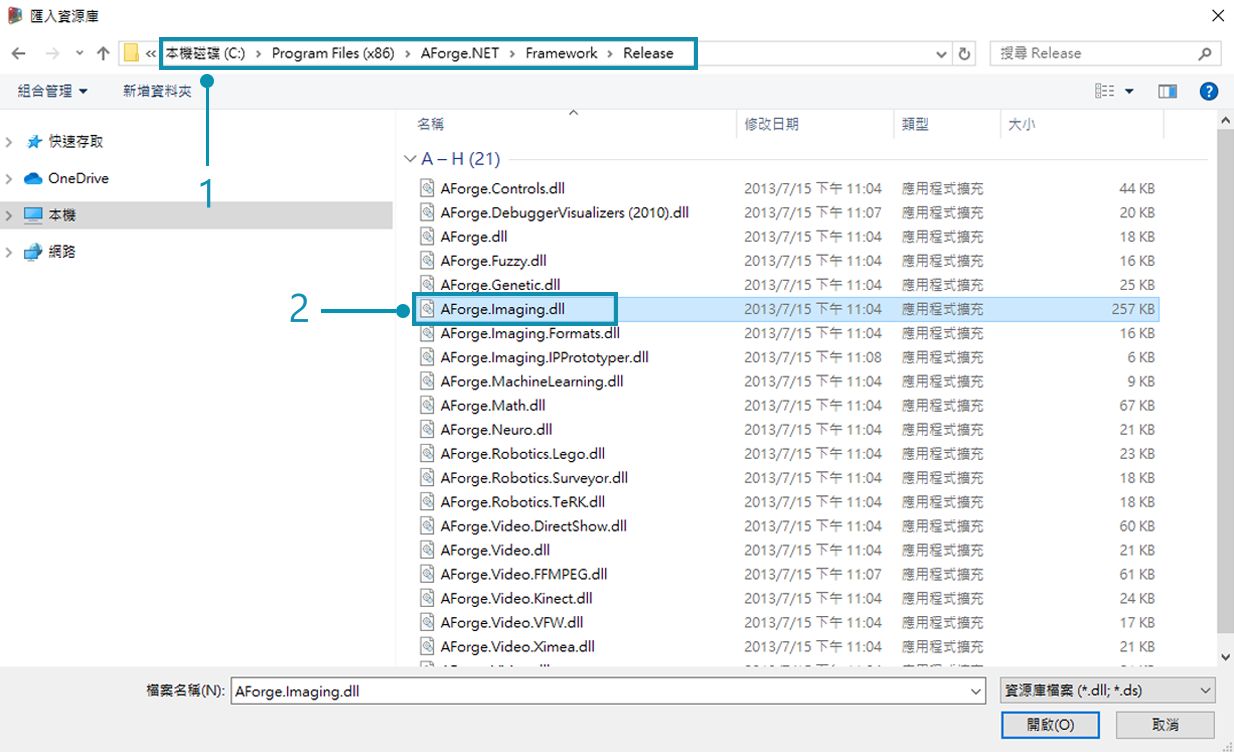 匯入資源庫
« 本機磁碟 (C:) › Program Files (x86) › AForge.NET › Framework › Release
搜尋 Release
組合管理 新增資料夾
1
快速存取
OneDrive
本機
網路
名稱 修改日期 類型 大小
A – H (21)
AForge.Controls.dll 2013/7/15 下午 11:04 應用程式擴充 44 KB
AForge.DebuggerVisualizers (2010).dll 2013/7/15 下午 11:07 應用程式擴充 20 KB
AForge.dll 2013/7/15 下午 11:04 應用程式擴充 18 KB
AForge.Fuzzy.dll 2013/7/15 下午 11:04 應用程式擴充 16 KB
AForge.Genetic.dll 2013/7/15 下午 11:04 應用程式擴充 25 KB
2
AForge.Imaging.dll 2013/7/15 下午 11:04 應用程式擴充 257 KB
AForge.Imaging.Formats.dll 2013/7/15 下午 11:04 應用程式擴充 16 KB
AForge.Imaging.IPPrototyper.dll 2013/7/15 下午 11:08 應用程式擴充 6 KB
AForge.MachineLearning.dll 2013/7/15 下午 11:04 應用程式擴充 9 KB
AForge.Math.dll 2013/7/15 下午 11:04 應用程式擴充 67 KB
AForge.Neuro.dll 2013/7/15 下午 11:04 應用程式擴充 21 KB
AForge.Robotics.Lego.dll 2013/7/15 下午 11:04 應用程式擴充 23 KB
AForge.Robotics.Surveyor.dll 2013/7/15 下午 11:04 應用程式擴充 18 KB
AForge.Robotics.TeRK.dll 2013/7/15 下午 11:04 應用程式擴充 18 KB
AForge.Video.DirectShow.dll 2013/7/15 下午 11:04 應用程式擴充 60 KB
AForge.Video.dll 2013/7/15 下午 11:04 應用程式擴充 21 KB
AForge.Video.FFMPEG.dll 2013/7/15 下午 11:07 應用程式擴充 61 KB
AForge.Video.Kinect.dll 2013/7/15 下午 11:04 應用程式擴充 24 KB
AForge.Video.VFW.dll 2013/7/15 下午 11:04 應用程式擴充 17 KB
AForge.Video.Ximea.dll 2013/7/15 下午 11:04 應用程式擴充 21 KB
檔案名稱(N): AForge.Imaging.dll 資源庫檔案 (*.dll; *.ds)
開啟(O) 取消